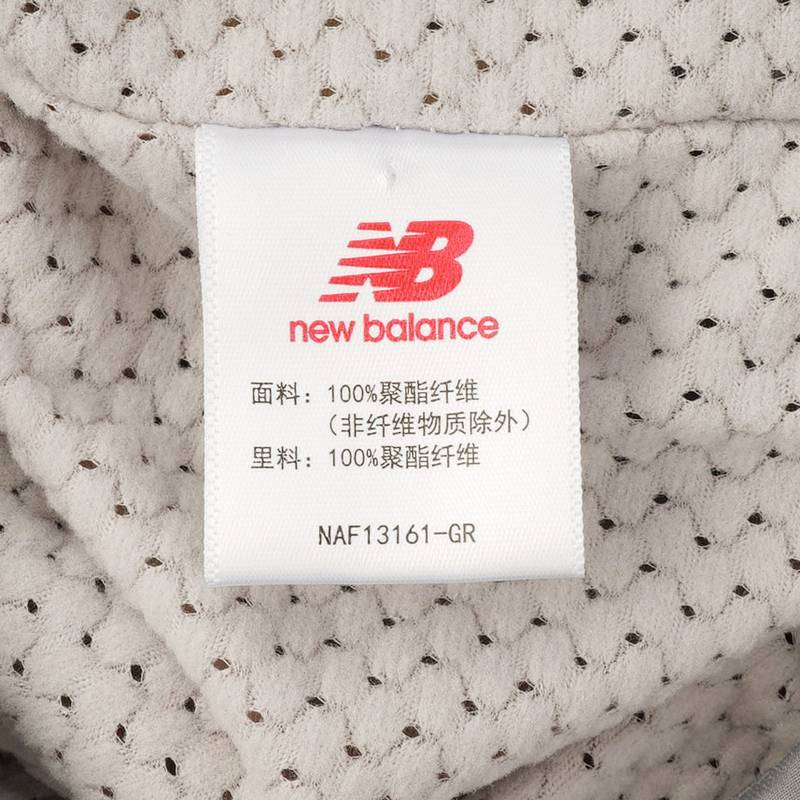 NB
new balance
面料：100%聚酯纤维
（非纤维物质除外）
里料：100%聚酯纤维
NAF13161-GR